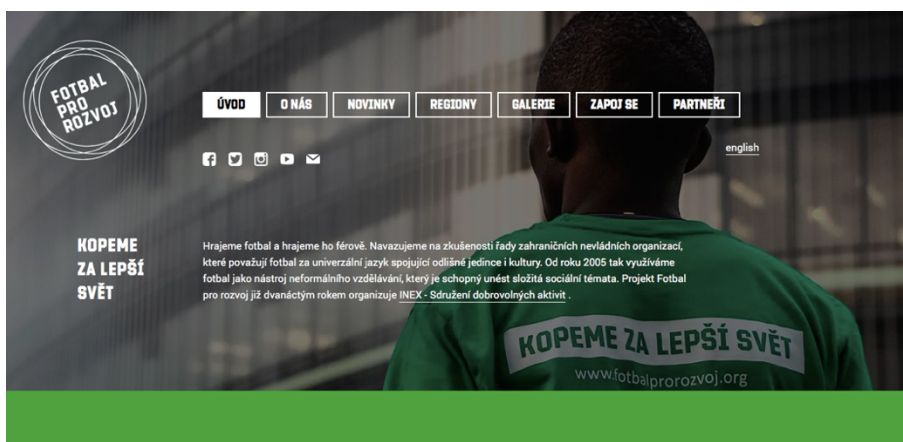 FOTBAL
PRO
ROZVOJ
ÚVOD
O NÁS
NOVINKY
REGIONY
GALERIE
ZAPOJ SE
PARTNEŘI
english
KOPEME
ZA LEPŠÍ
SVĚT
Hrajeme fotbal a hrajeme ho férově. Navazujeme na zkušenosti řady zahraničních nevládních organizací,
které považují fotbal za univerzální jazyk spojující odlišné jedince i kultury. Od roku 2005 tak využíváme
fotbal jako nástroj neformálního vzdělávání, který je schopný unést složitá sociální témata. Projekt Fotbal
pro rozvoj již dvanáctým rokem organizuje INEX - Sdružení dobrovolných aktivit .
KOPEME ZA LEPŠÍ SVĚT
www.fotbalprorozvoj.org